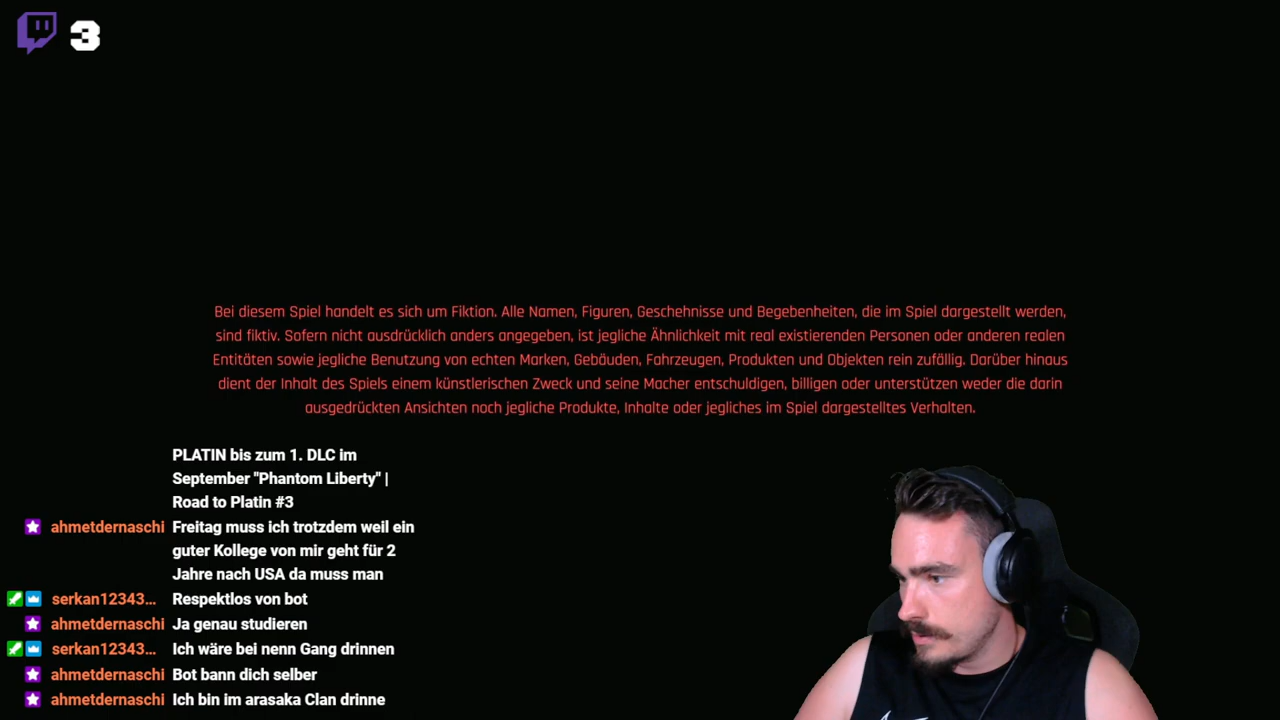 3
Bei diesem Spiel handelt es sich um Fiktion. Alle Namen, Figuren, Geschehnisse und Begebenheiten, die im Spiel dargestellt werden,
sind fiktiv. Sofern nicht ausdrücklich anders angegeben, ist jegliche Ähnlichkeit mit real existierenden Personen oder anderen realen
Entitäten sowie jegliche Benutzung von echten Marken, Gebäuden, Fahrzeugen, Produkten und Objekten rein zufällig. Darüber hinaus
dient der Inhalt des Spiels einem künstlerischen Zweck und seine Macher entschuldigen, billigen oder unterstützen weder die darin
ausgedrückten Ansichten noch jegliche Produkte, Inhalte oder jegliches im Spiel dargestelltes Verhalten.
PLATIN bis zum 1. DLC im
September "Phantom Liberty" |
Road to Platin #3
ahmetdernaschi Freitag muss ich trotzdem weil ein
guter Kollege von mir geht für 2
Jahre nach USA da muss man
serkan12343... Respektlos von bot
ahmetdernaschi Ja genau studieren
serkan12343... Ich wäre bei nenn Gang drinnen
ahmetdernaschi Bot bann dich selber
ahmetdernaschi Ich bin im arasaka Clan drinne